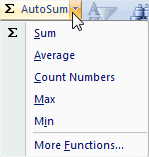 Σ AutoSum
Σ Sum
Average
Count Numbers
Max
Min
More Functions...